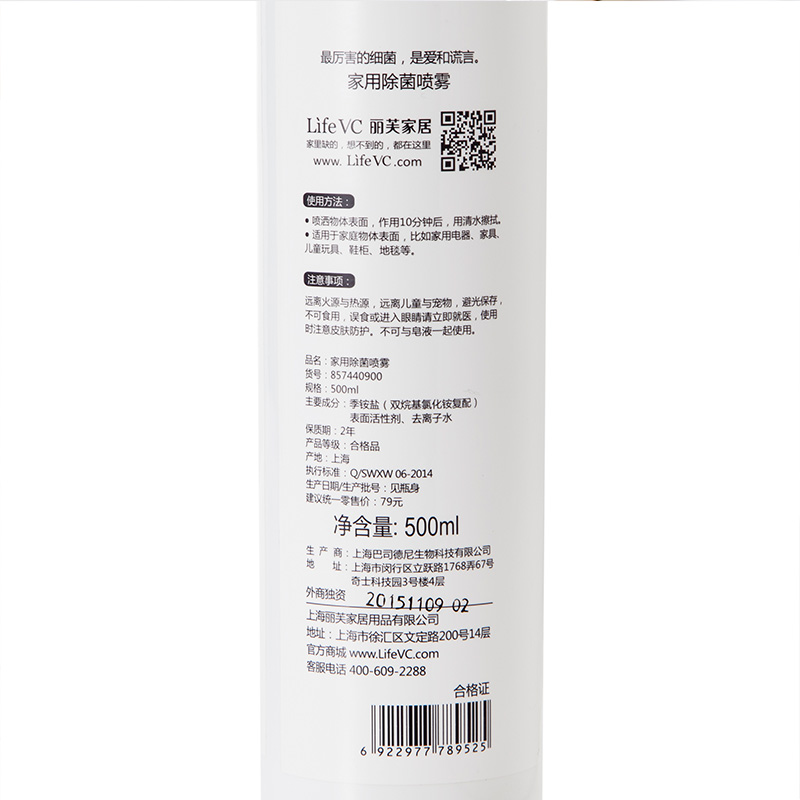 最厉害的细菌，是爱和谎言。
家用除菌喷雾
LifeVC 丽芙家居
家里缺的，想不到的，都在这里
www. LifeVC.com
使用方法：
• 喷洒物体表面，作用10分钟后，用清水擦拭。
• 适用于家庭物体表面，比如家用电器、家具、
儿童玩具、鞋柜、地毯等。
注意事项：
远离火源与热源，远离儿童与宠物，避光保存，
不可食用，误食或进入眼睛请立即就医，使用
时注意皮肤防护。不可与皂液一起使用。
品名：家用除菌喷雾
货号：857440900
规格：500ml
主要成分：季铵盐（双烷基氯化铵复配）
表面活性剂、去离子水
保质期：2年
产品等级：合格品
产地：上海
执行标准：Q/SWXW 06-2014
生产日期/生产批号：见瓶身
建议统一零售价：79元
净含量: 500ml
生 产 商：上海巴司德尼生物科技有限公司
地 址：上海市闵行区立跃路1768弄67号
奇士科技园3号楼4层
外商独资 20151109 02
上海丽芙家居用品有限公司
地址：上海市徐汇区文定路200号14层
官方商城 www.LifeVC.com
客服电话 400-609-2288
合格证
6 922977 789525